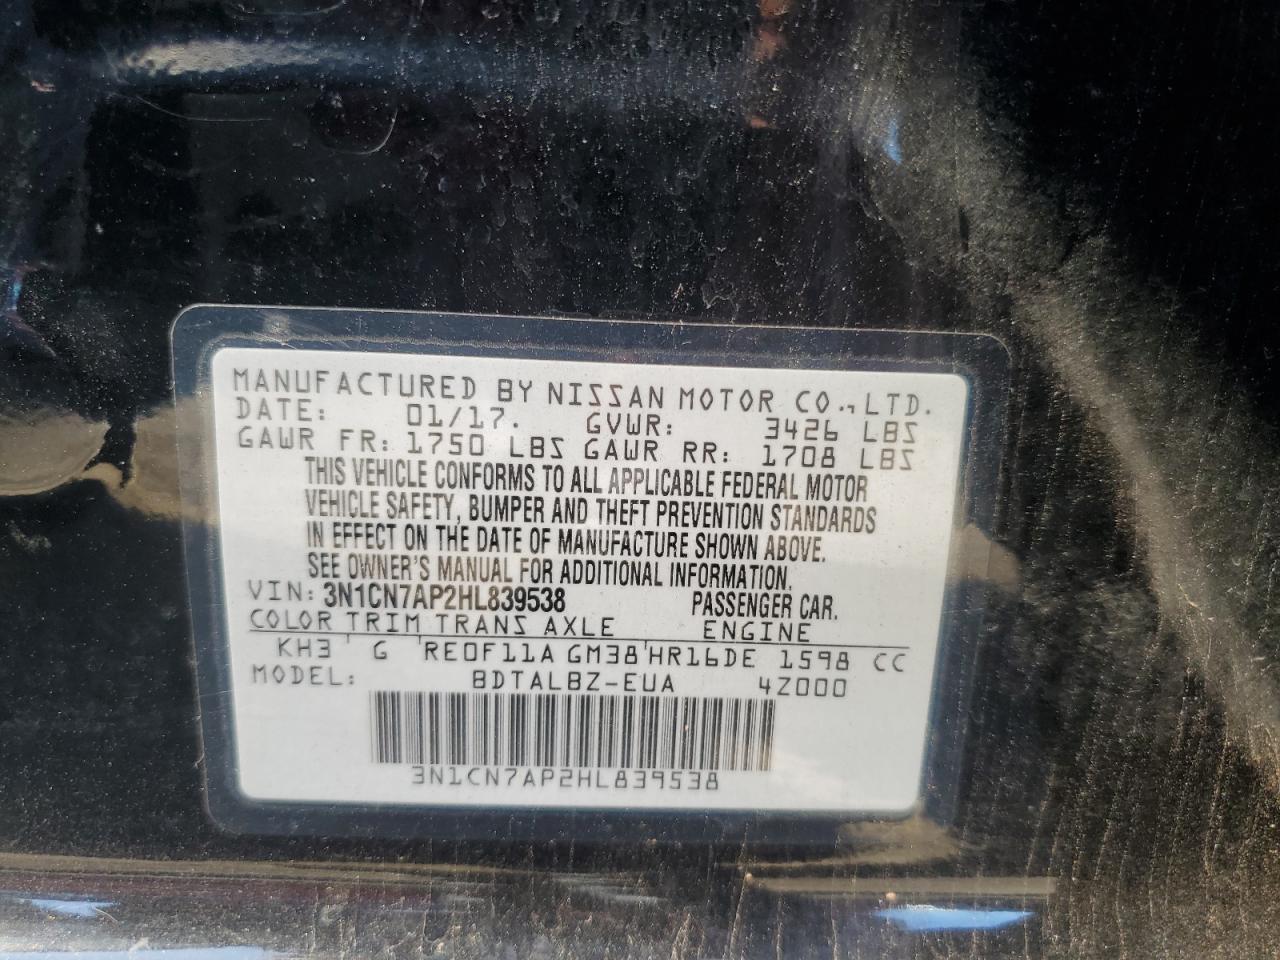 MANUFACTURED BY NISSAN MOTOR CO., LTD.
DATE: 01/17. GVWR: 3426 LBS
GAWR FR: 1750 LBS GAWR RR: 1708 LBS
THIS VEHICLE CONFORMS TO ALL APPLICABLE FEDERAL MOTOR
VEHICLE SAFETY, BUMPER AND THEFT PREVENTION STANDARDS
IN EFFECT ON THE DATE OF MANUFACTURE SHOWN ABOVE.
SEE OWNER'S MANUAL FOR ADDITIONAL INFORMATION.
VIN: 3N1CN7AP2HL839538 PASSENGER CAR.
COLOR TRIM TRANS AXLE ENGINE
KH3 ' G RE0F11A GM38 ' HR16DE 1598 CC
MODEL: BDTALBZ-EUA 4Z000
3N1CN7AP2HL839538